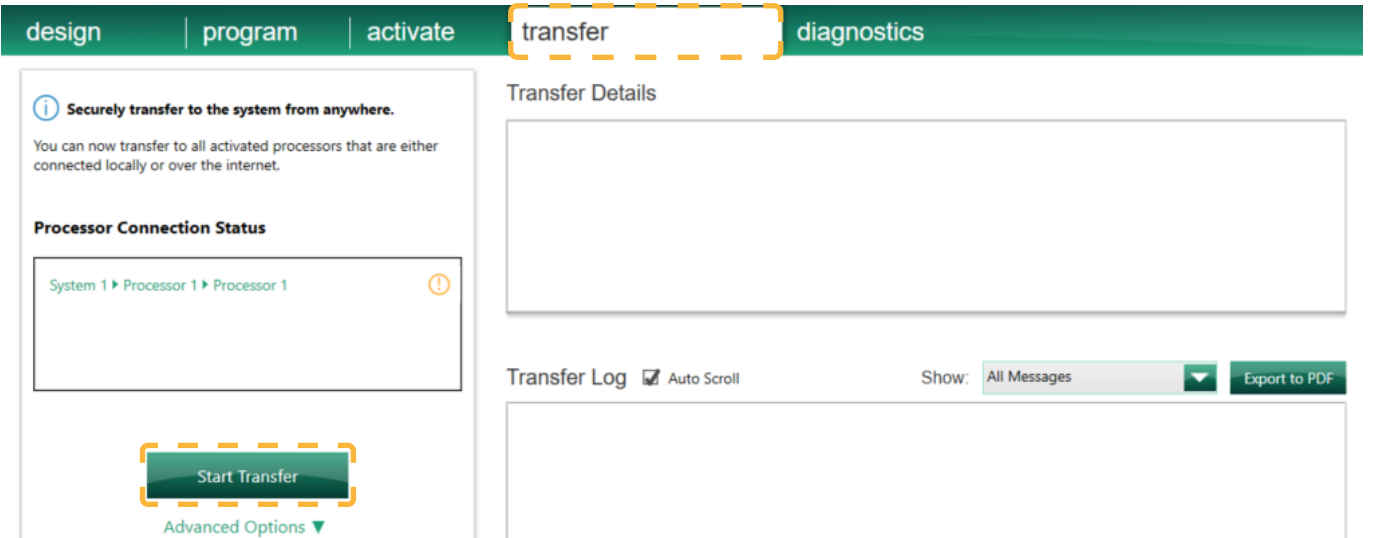 design program activate transfer diagnostics
Securely transfer to the system from anywhere.
You can now transfer to all activated processors that are either
connected locally or over the internet.
Processor Connection Status
System 1 Processor 1 Processor 1
Start Transfer
Advanced Options
Transfer Details
Transfer Log Auto Scroll Show: All Messages Export to PDF